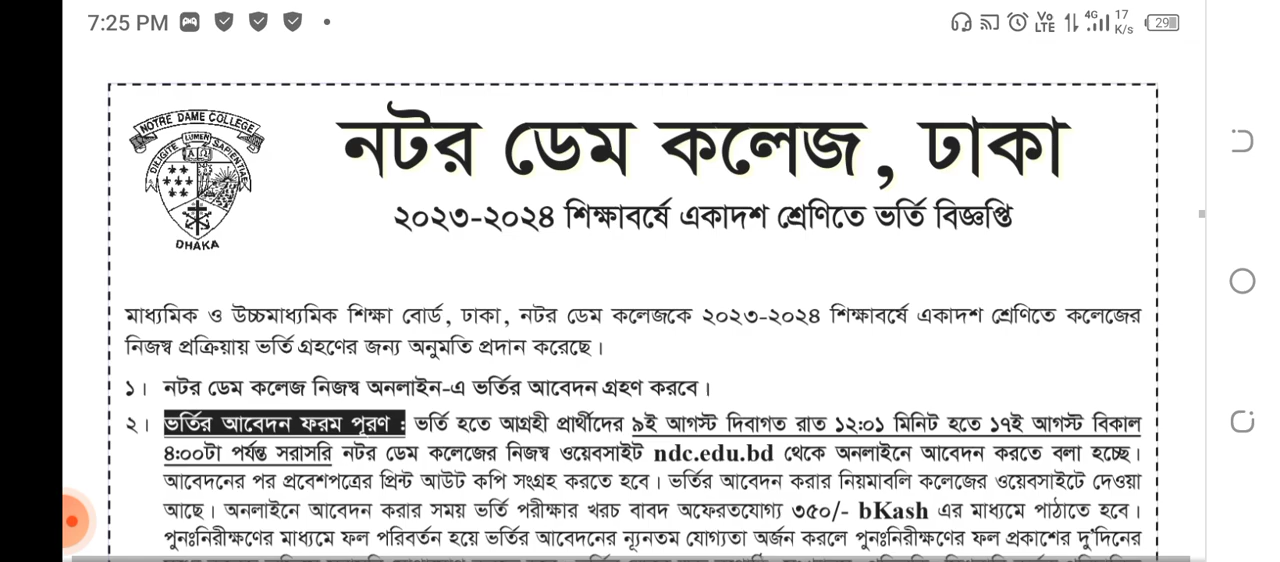 7:25 PM
Vo LTE 4G 17 K/s 29
NOTRE DAME COLLEGE
LUMEN
DILIGITE SAPIENTIAE
Α Ω
DHAKA
নটর ডেম কলেজ, ঢাকা
২০২৩-২০২৪ শিক্ষাবর্ষে একাদশ শ্রেণিতে ভর্তি বিজ্ঞপ্তি
মাধ্যমিক ও উচ্চমাধ্যমিক শিক্ষা বোর্ড, ঢাকা, নটর ডেম কলেজকে ২০২৩-২০২৪ শিক্ষাবর্ষে একাদশ শ্রেণিতে কলেজের
নিজস্ব প্রক্রিয়ায় ভর্তি গ্রহণের জন্য অনুমতি প্রদান করেছে।
১। নটর ডেম কলেজ নিজস্ব অনলাইন-এ ভর্তির আবেদন গ্রহণ করবে।
২। ভর্তির আবেদন ফরম পূরণ : ভর্তি হতে আগ্রহী প্রার্থীদের ৯ই আগস্ট দিবাগত রাত ১২:০১ মিনিট হতে ১৭ই আগস্ট বিকাল
৪:০০টা পর্যন্ত সরাসরি নটর ডেম কলেজের নিজস্ব ওয়েবসাইট ndc.edu.bd থেকে অনলাইনে আবেদন করতে বলা হচ্ছে।
আবেদনের পর প্রবেশপত্রের প্রিন্ট আউট কপি সংগ্রহ করতে হবে। ভর্তির আবেদন করার নিয়মাবলি কলেজের ওয়েবসাইটে দেওয়া
আছে। অনলাইনে আবেদন করার সময় ভর্তি পরীক্ষার খরচ বাবদ অফেরতযোগ্য ৩৫০/- bKash এর মাধ্যমে পাঠাতে হবে।
পুনঃনিরীক্ষণের মাধ্যমে ফল পরিবর্তন হয়ে ভর্তির আবেদনের ন্যূনতম যোগ্যতা অর্জন করলে পুনঃনিরীক্ষণের ফল প্রকাশের দু'দিনের